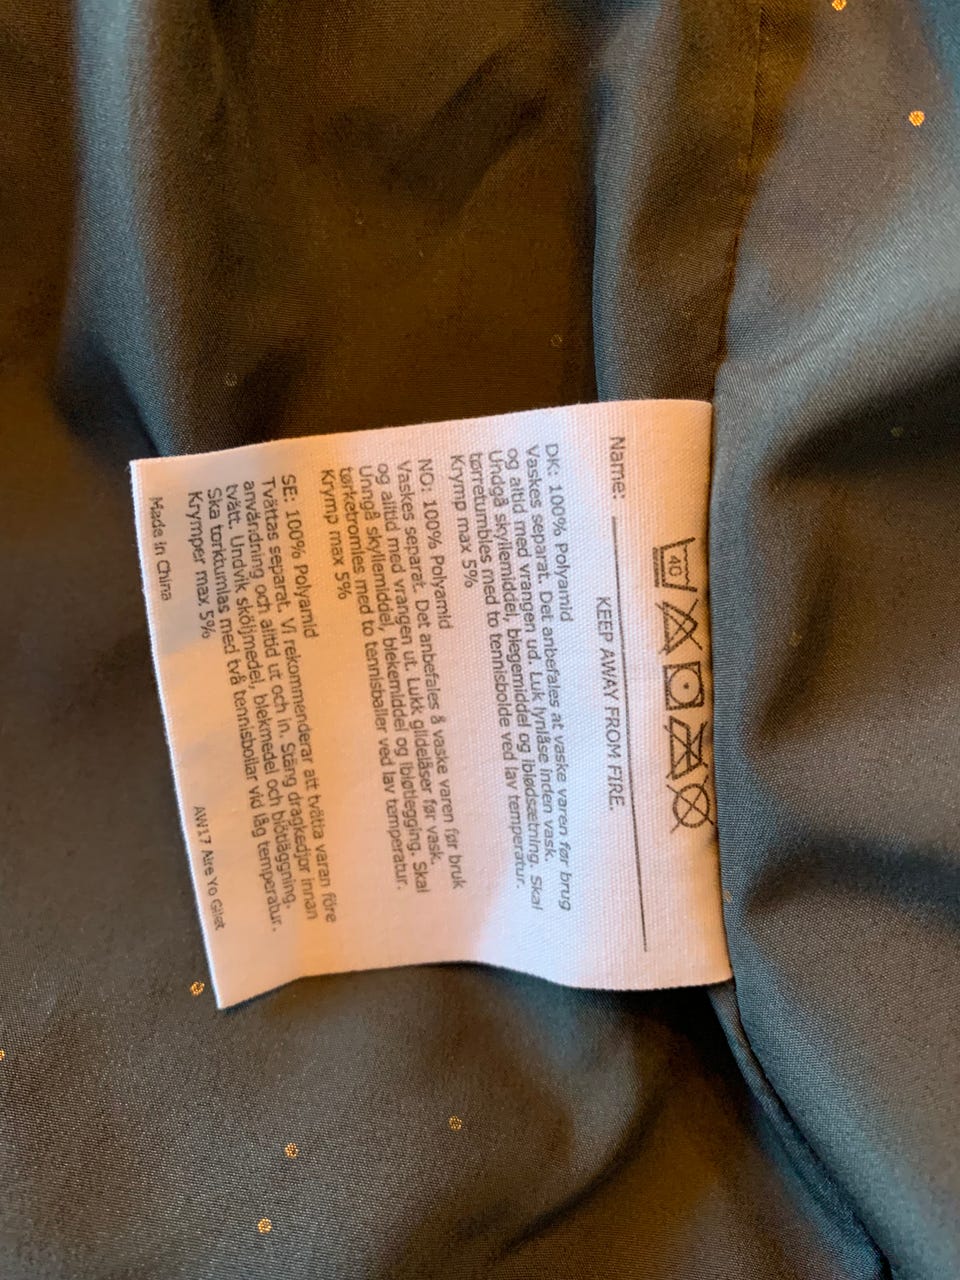 40
Name:
KEEP AWAY FROM FIRE.
DK: 100% Polyamid
Vaskes separat. Det anbefales at vaske varen før brug
og altid med vrangen ud. Luk lynlåse inden vask.
Undgå skyllemiddel, blegemiddel og iblødsætning. Skal
tørretumbles med to tennisbolde ved lav temperatur.
Krymp max 5%
NO: 100% Polyamid
Vaskes separat. Det anbefales å vaske varen før bruk
og alltid med vrangen ut. Lukk glidelåser før vask.
Unngå skyllemiddel, blekemiddel og ibløtlegging. Skal
tørketromles med to tennisballer ved lav temperatur.
Krymp max 5%
SE: 100% Polyamid
Tvättas separat. Vi rekommenderar att tvätta varan före
användning och alltid ut och in. Stäng dragkedjor innan
tvätt. Undvik sköljmedel, blekmedel och blötläggning.
Ska torktumlas med två tennisbollar vid låg temperatur.
Krymper max 5%
Made in China
AW17 Aire Yo Gilet